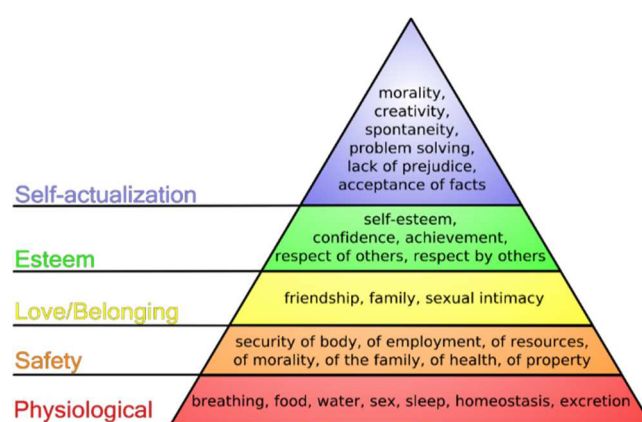 morality,
creativity,
spontaneity,
problem solving,
lack of prejudice,
acceptance of facts
Self-actualization
self-esteem,
confidence, achievement,
respect of others, respect by others
Esteem
friendship, family, sexual intimacy
Love/Belonging
security of body, of employment, of resources,
of morality, of the family, of health, of property
Safety
breathing, food, water, sex, sleep, homeostasis, excretion
Physiological